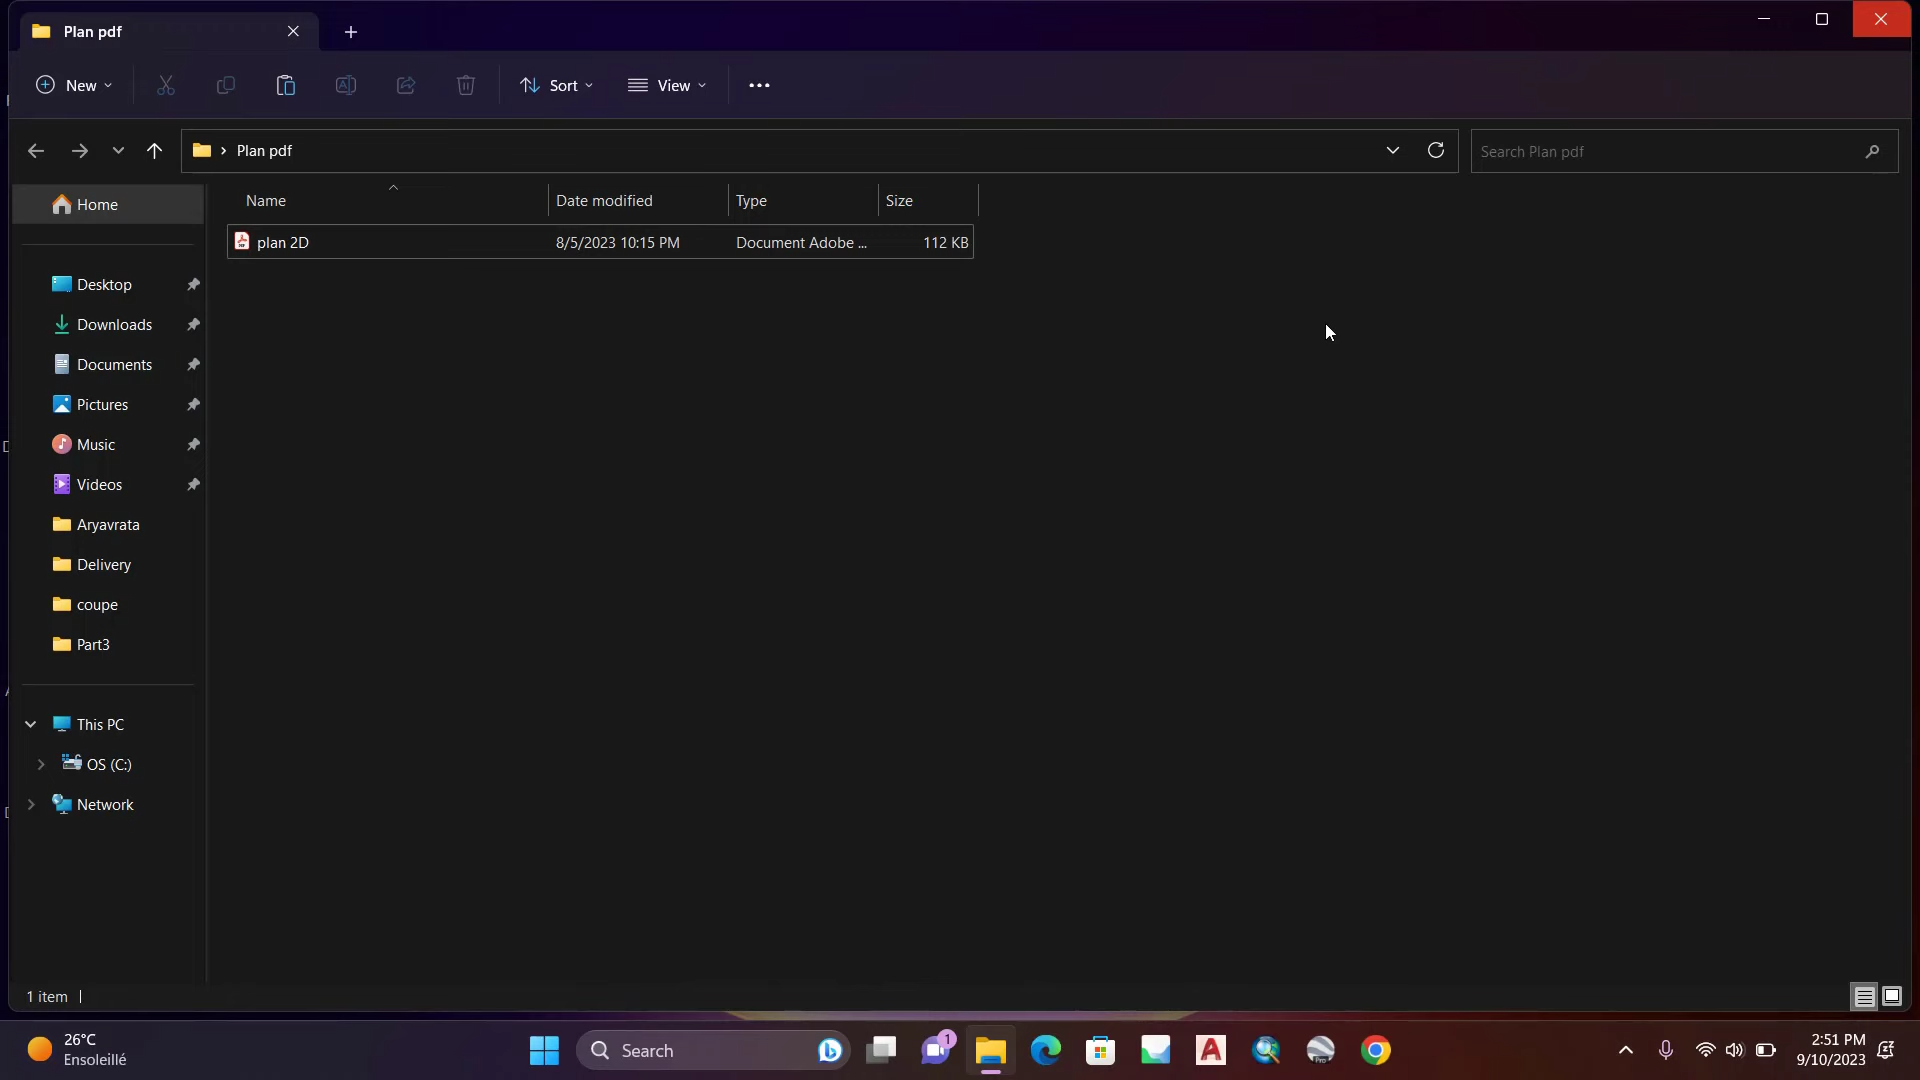 Plan pdf
New
Sort
View
Plan pdf
Search Plan pdf
Home
Name
Date modified
Type
Size
plan 2D
8/5/2023 10:15 PM
Document Adobe ...
112 KB
Desktop
Downloads
Documents
Pictures
Music
Videos
Aryavrata
Delivery
coupe
Part3
This PC
OS (C:)
Network
1 item
26°C
Ensoleillé
Search
1
Pro
2:51 PM
9/10/2023